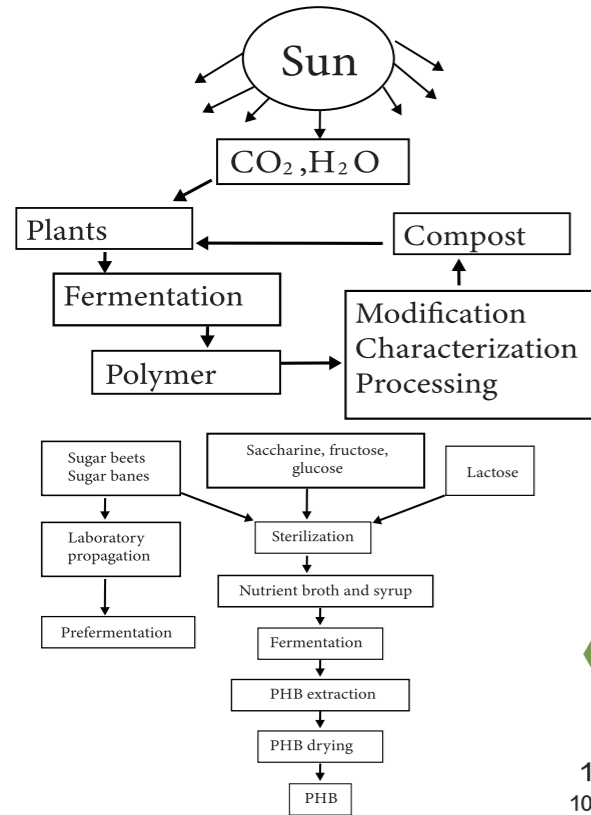 Sun
CO₂ ,H₂O
Plants
Compost
Fermentation
Modification
Characterization
Processing
Polymer
Sugar beets
Sugar banes
Saccharine, fructose,
glucose
Lactose
Laboratory
propagation
Sterilization
Nutrient broth and syrup
Prefermentation
Fermentation
PHB extraction
PHB drying
PHB
1
10